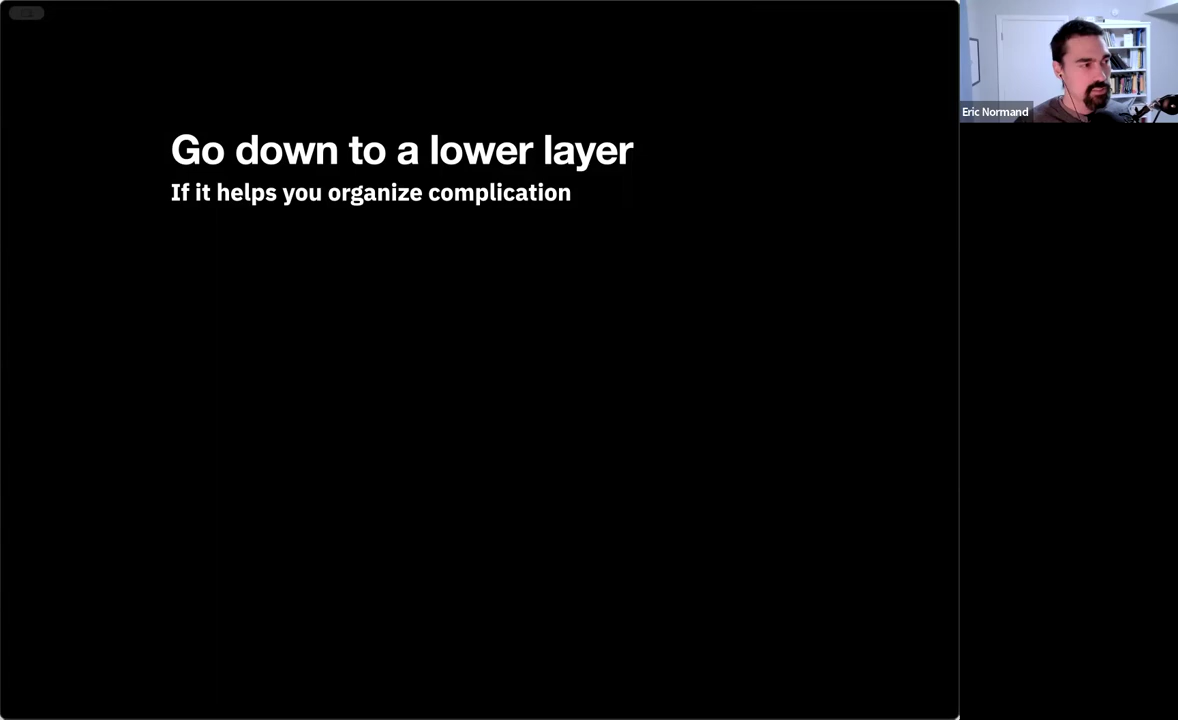 Go down to a lower layer
If it helps you organize complication
Eric Normand